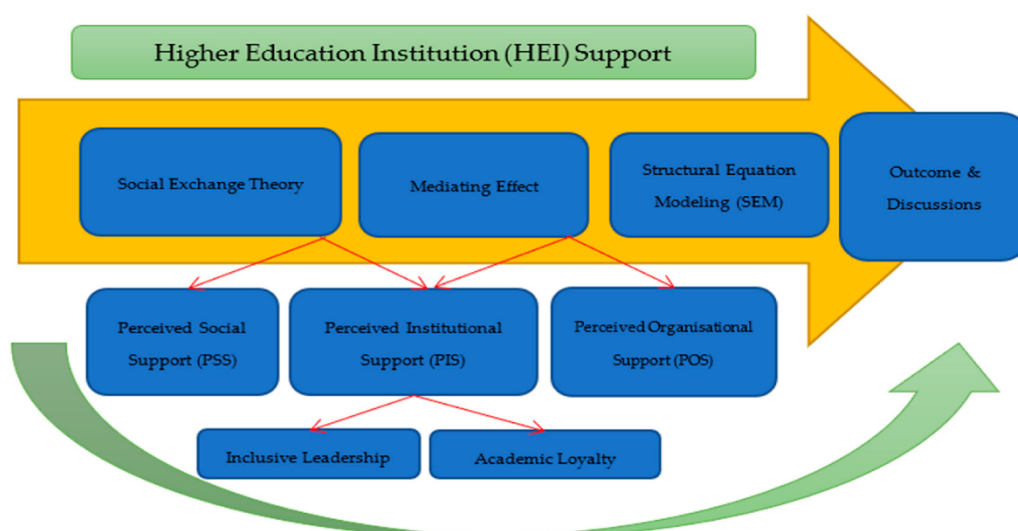 Higher Education Institution (HEI) Support
Social Exchange Theory
Mediating Effect
Structural Equation
Modeling (SEM)
Outcome &
Discussions
Perceived Social
Support (PSS)
Perceived Institutional
Support (PIS)
Perceived Organisational
Support (POS)
Inclusive Leadership
Academic Loyalty